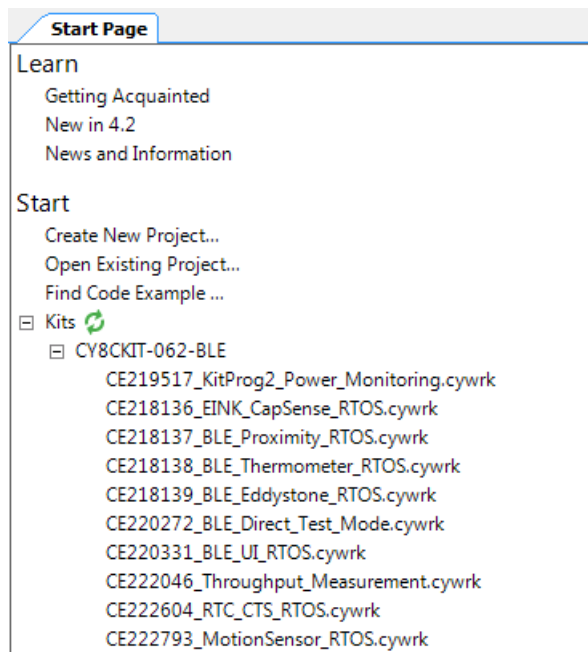 Start Page
Learn
Getting Acquainted
New in 4.2
News and Information
Start
Create New Project...
Open Existing Project...
Find Code Example ...
Kits
CY8CKIT-062-BLE
CE219517_KitProg2_Power_Monitoring.cywrk
CE218136_EINK_CapSense_RTOS.cywrk
CE218137_BLE_Proximity_RTOS.cywrk
CE218138_BLE_Thermometer_RTOS.cywrk
CE218139_BLE_Eddystone_RTOS.cywrk
CE220272_BLE_Direct_Test_Mode.cywrk
CE220331_BLE_UI_RTOS.cywrk
CE222046_Throughput_Measurement.cywrk
CE222604_RTC_CTS_RTOS.cywrk
CE222793_MotionSensor_RTOS.cywrk